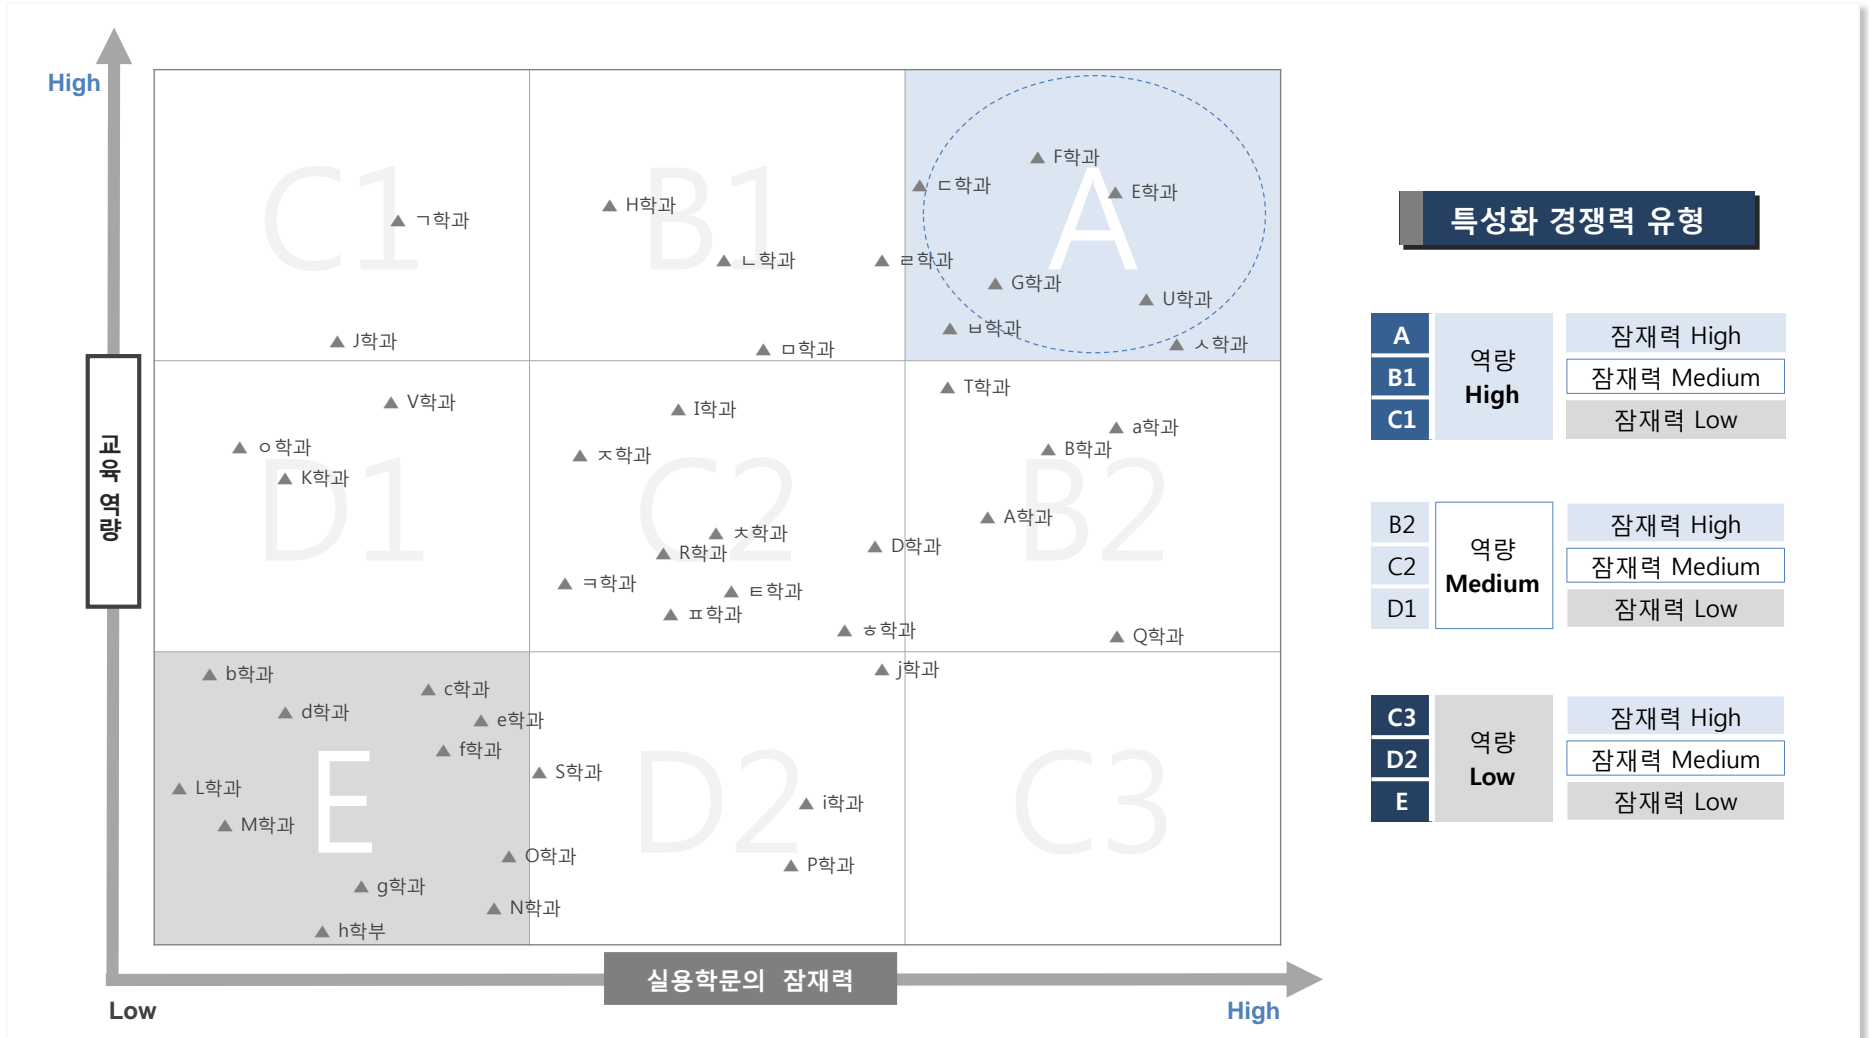 High
C1
B1
A
F학과
ㄷ학과
E학과
H학과
ㄱ학과
ㄴ학과
ㄹ학과
G학과
U학과
ㅂ학과
J학과
ㅁ학과
ㅅ학과
교육 역량
T학과
V학과
I학과
a학과
ㅇ학과
B학과
ㅈ학과
K학과
D1
C2
B2
A학과
ㅊ학과
D학과
R학과
ㅋ학과
ㅌ학과
ㅍ학과
ㅎ학과
Q학과
b학과
j학과
c학과
d학과
e학과
f학과
S학과
L학과
E
D2
C3
i학과
M학과
O학과
P학과
g학과
N학과
h학부
실용학문의 잠재력
Low
High
특성화 경쟁력 유형
A
B1
C1
역량
High
잠재력 High
잠재력 Medium
잠재력 Low
B2
C2
D1
역량
Medium
잠재력 High
잠재력 Medium
잠재력 Low
C3
D2
E
역량
Low
잠재력 High
잠재력 Medium
잠재력 Low